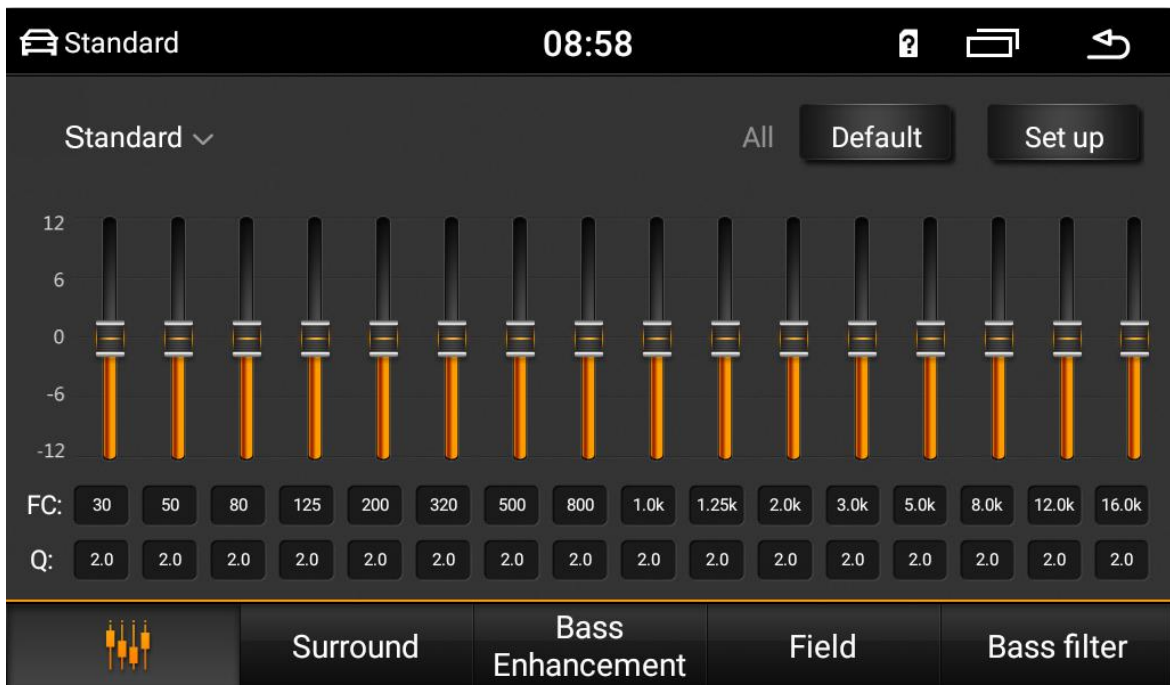 Standard 08:58
Standard All Default Set up
12
6
0
-6
-12
FC: 30 50 80 125 200 320 500 800 1.0k 1.25k 2.0k 3.0k 5.0k 8.0k 12.0k 16.0k
Q: 2.0 2.0 2.0 2.0 2.0 2.0 2.0 2.0 2.0 2.0 2.0 2.0 2.0 2.0 2.0 2.0
Surround
Bass
Enhancement
Field
Bass filter